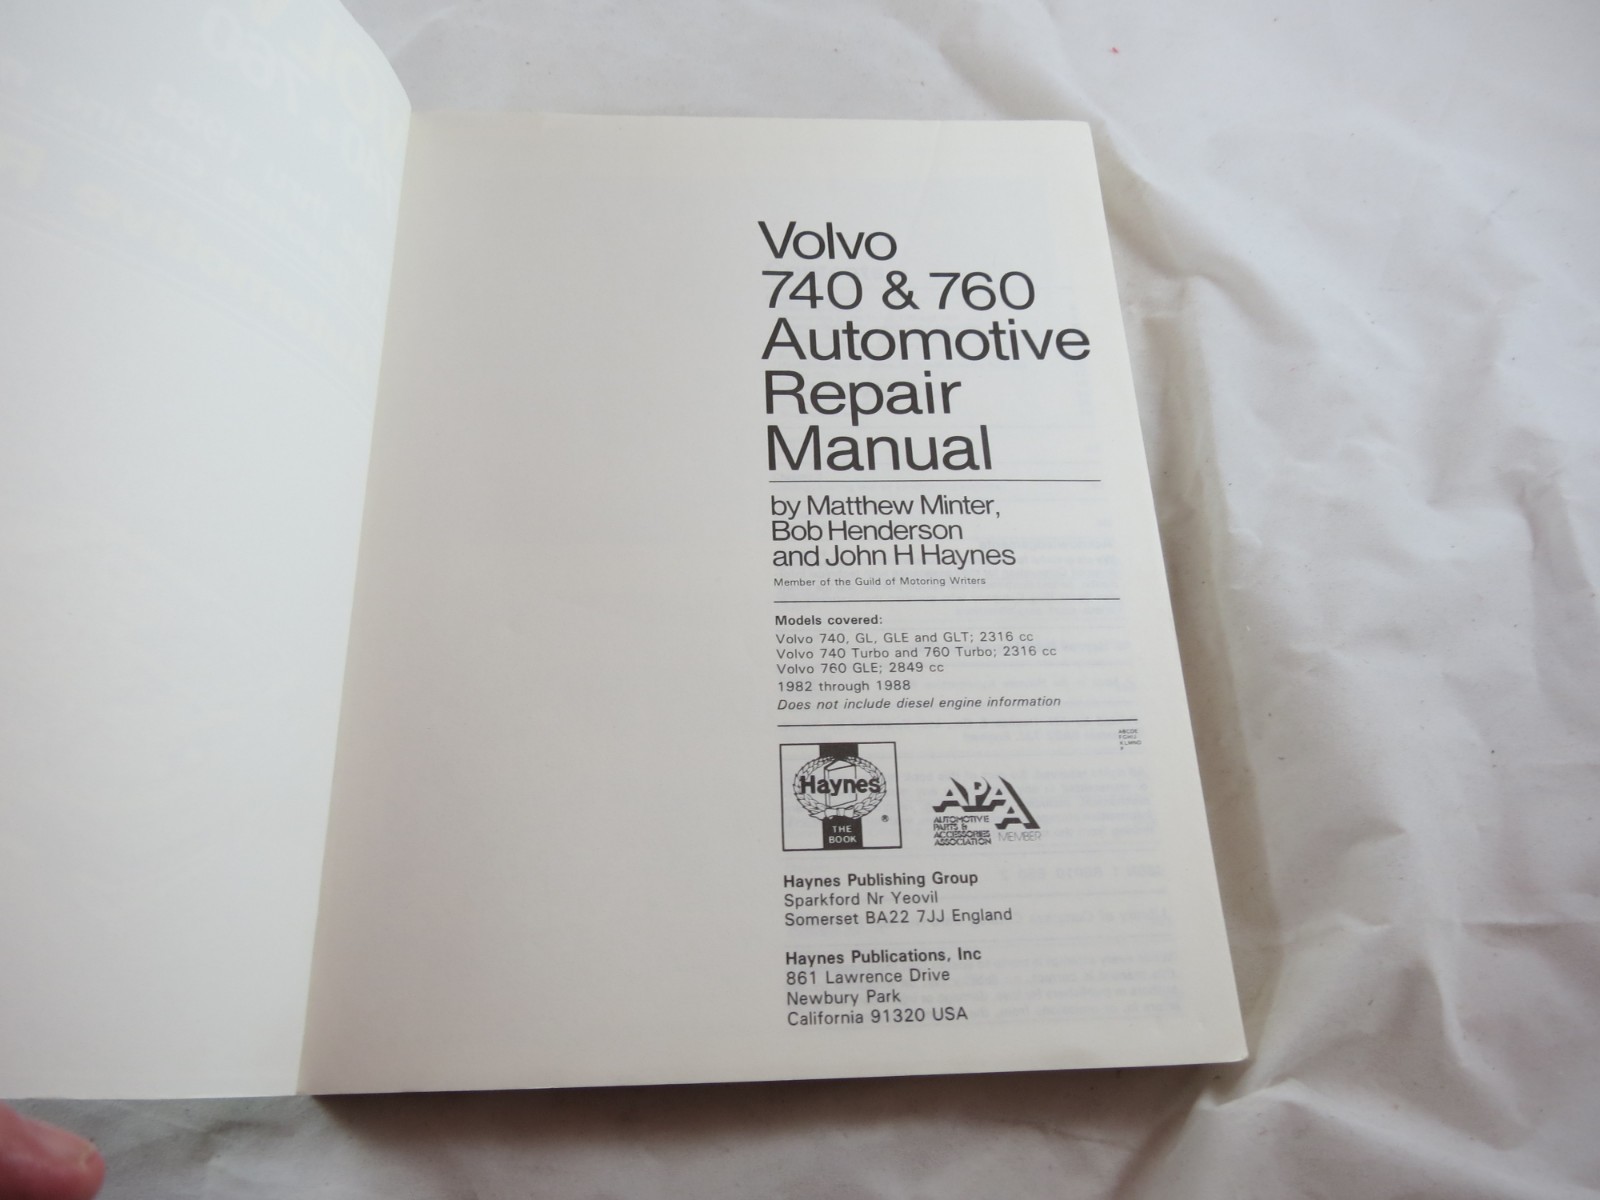 Volvo
740 & 760
Automotive
Repair
Manual
by Matthew Minter,
Bob Henderson
and John H Haynes
Member of the Guild of Motoring Writers
Models covered:
Volvo 740, GL, GLE and GLT; 2316 cc
Volvo 740 Turbo and 760 Turbo; 2316 cc
Volvo 760 GLE; 2849 cc
1982 through 1988
Does not include diesel engine information
ABCDE
FGHIJ
KLMNO
P
Haynes
®
THE
BOOK
APAA
AUTOMOTIVE
PARTS &
ACCESSORIES
ASSOCIATION
MEMBER
Haynes Publishing Group
Sparkford Nr Yeovil
Somerset BA22 7JJ England
Haynes Publications, Inc
861 Lawrence Drive
Newbury Park
California 91320 USA